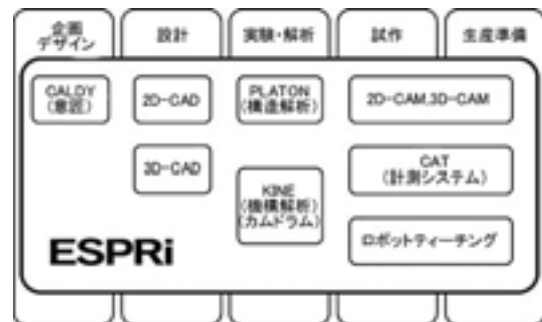 企画
デザイン
設計
実験・解析
試作
生産準備
CALDY
(意匠)
2D-CAD
PLATON
(構造解析)
2D-CAM,3D-CAM
3D-CAD
KINE
(機構解析)
(カムドラム)
CAT
(計測システム)
ロボットティーチング
ESPRi